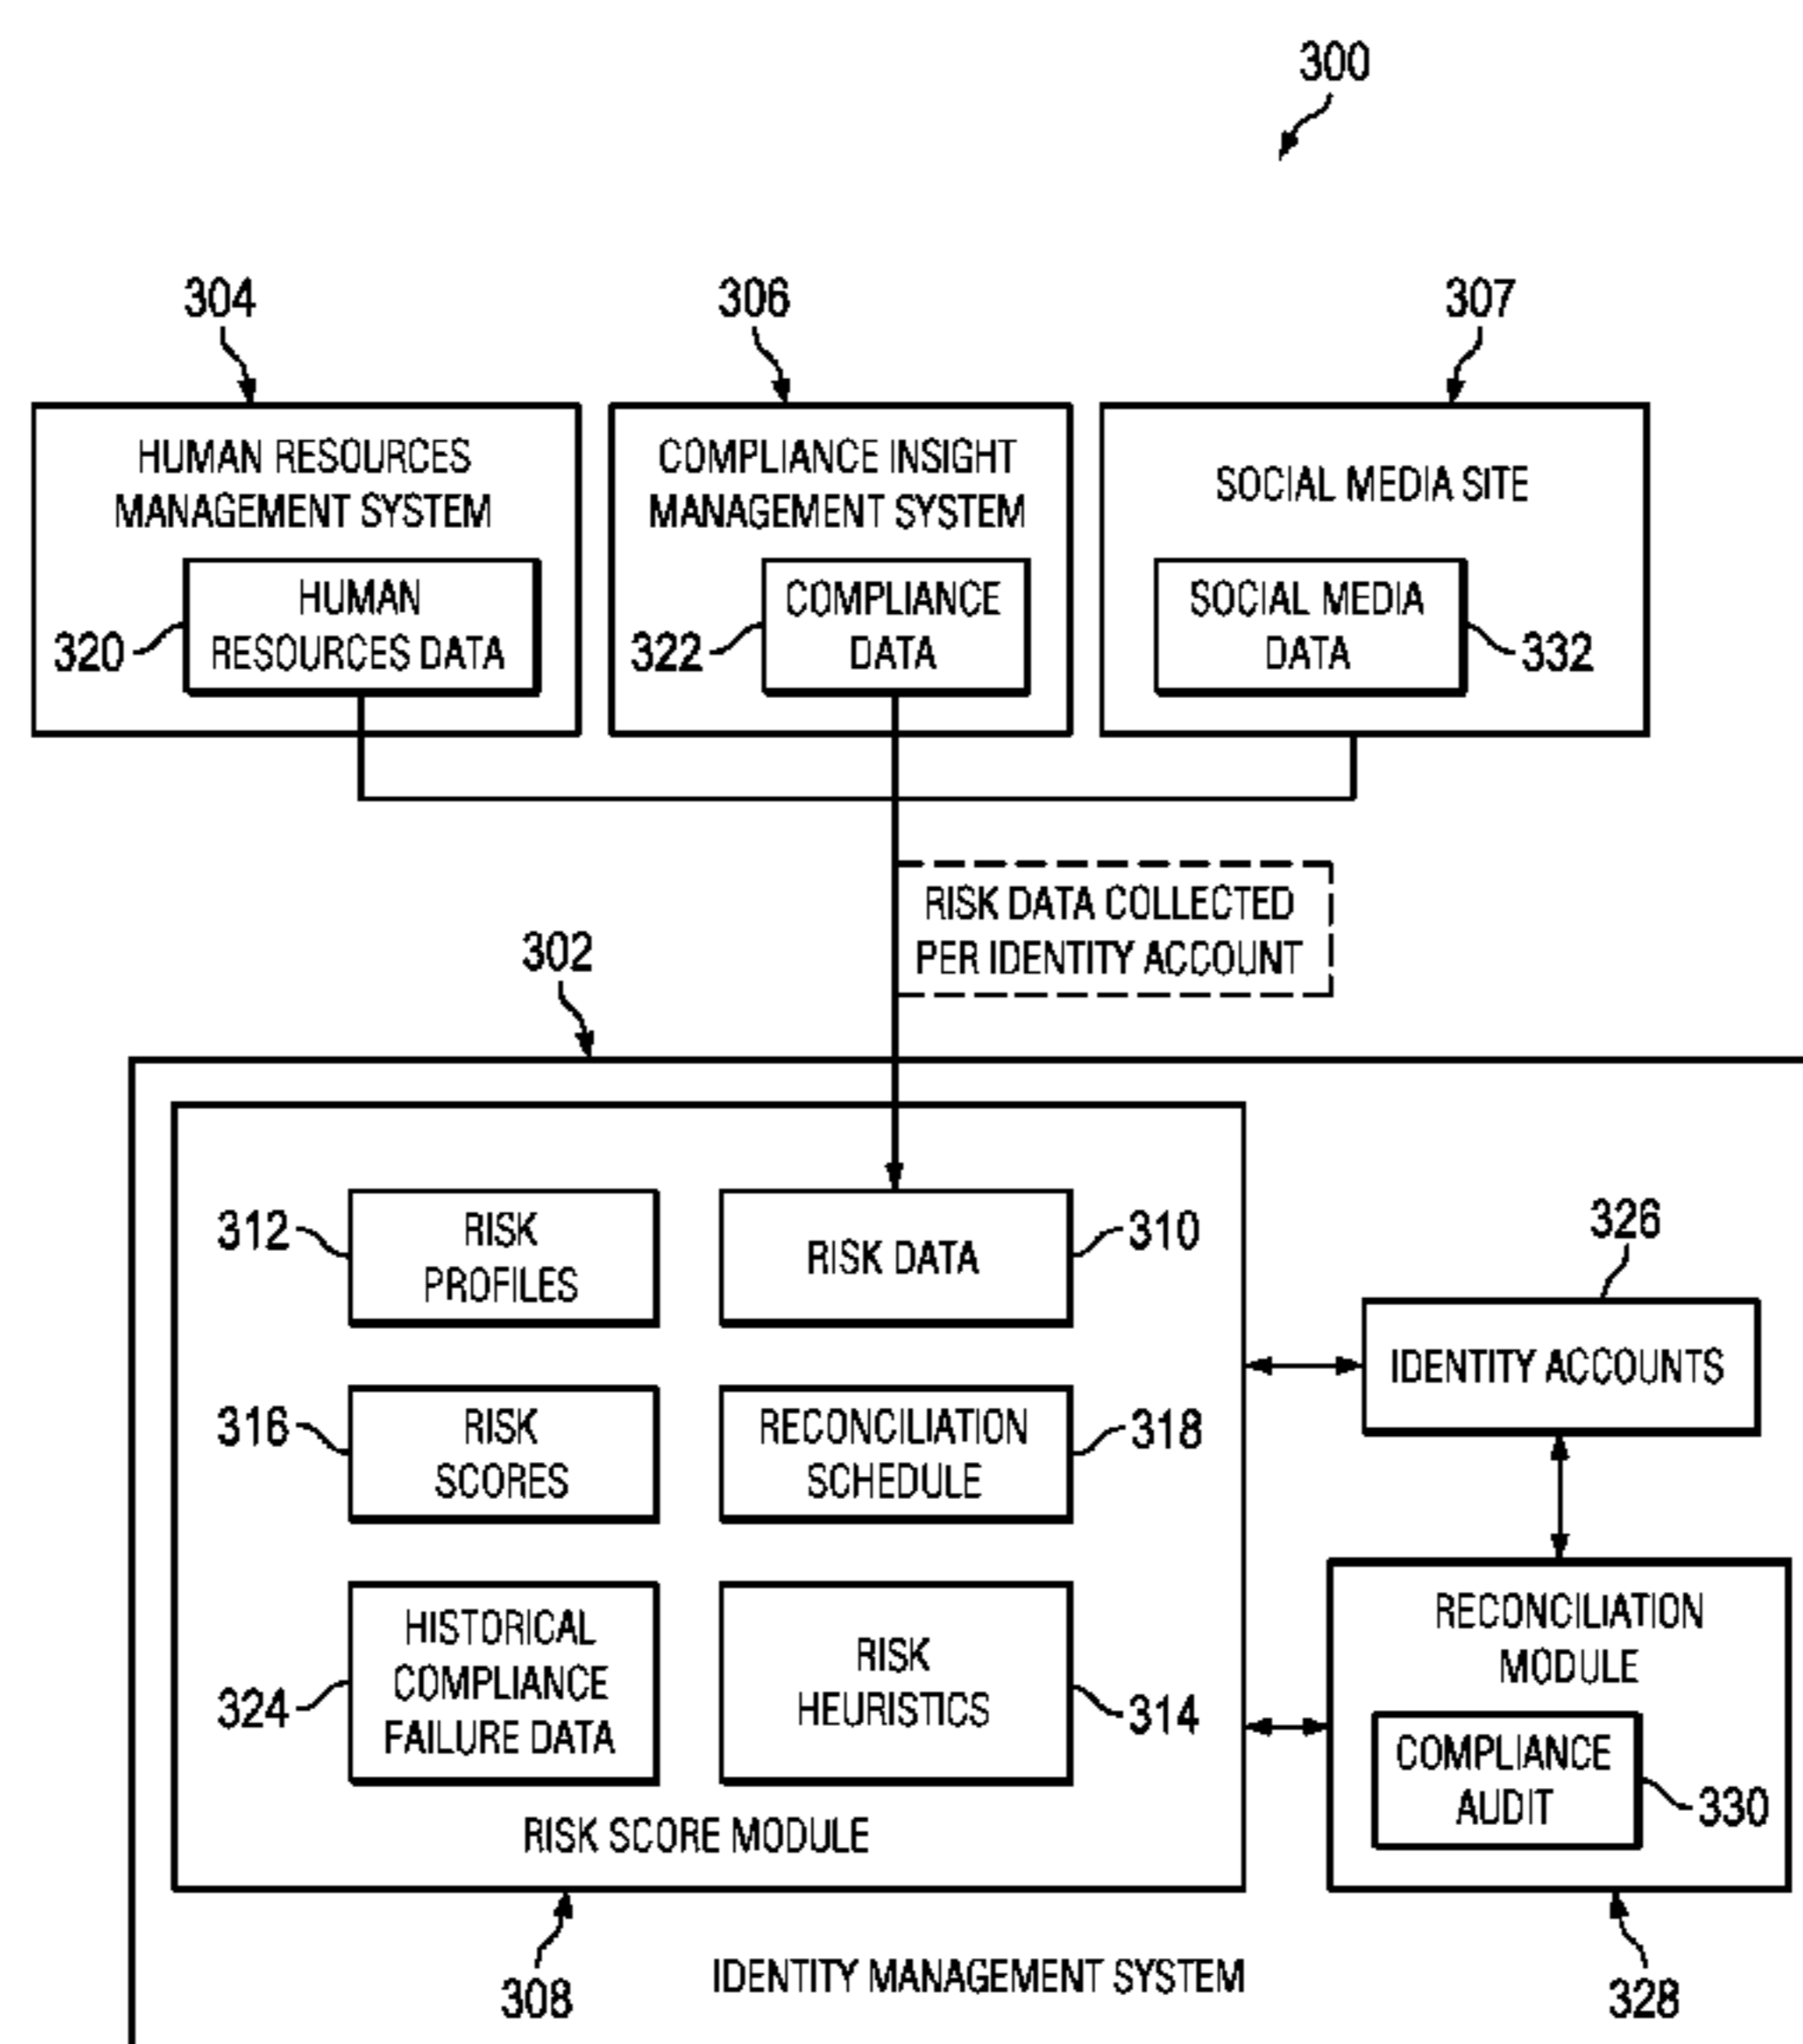 300
304
306
307
HUMAN RESOURCES
MANAGEMENT SYSTEM
HUMAN
RESOURCES DATA
320
COMPLIANCE INSIGHT
MANAGEMENT SYSTEM
COMPLIANCE
DATA
322
SOCIAL MEDIA SITE
SOCIAL MEDIA
DATA
332
RISK DATA COLLECTED
PER IDENTITY ACCOUNT
302
312
RISK
PROFILES
RISK DATA
310
316
RISK
SCORES
RECONCILIATION
SCHEDULE
318
324
HISTORICAL
COMPLIANCE
FAILURE DATA
RISK
HEURISTICS
314
RISK SCORE MODULE
308
326
IDENTITY ACCOUNTS
RECONCILIATION
MODULE
COMPLIANCE
AUDIT
330
328
IDENTITY MANAGEMENT SYSTEM